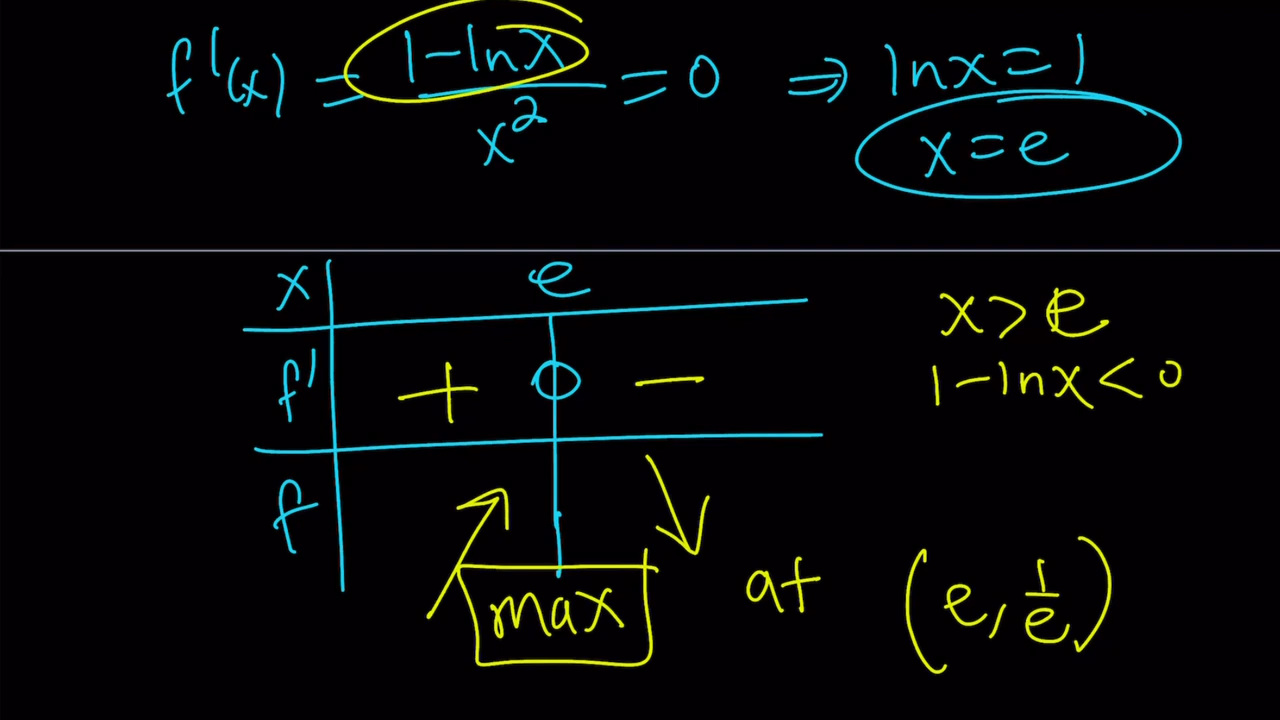 f'(x) = (1-lnx)/x² = 0 ⇒ lnx=1
x=e
x e
f' + 0 −
f ↗ ↘
max at (e, 1/e)
x>e
1-lnx<0